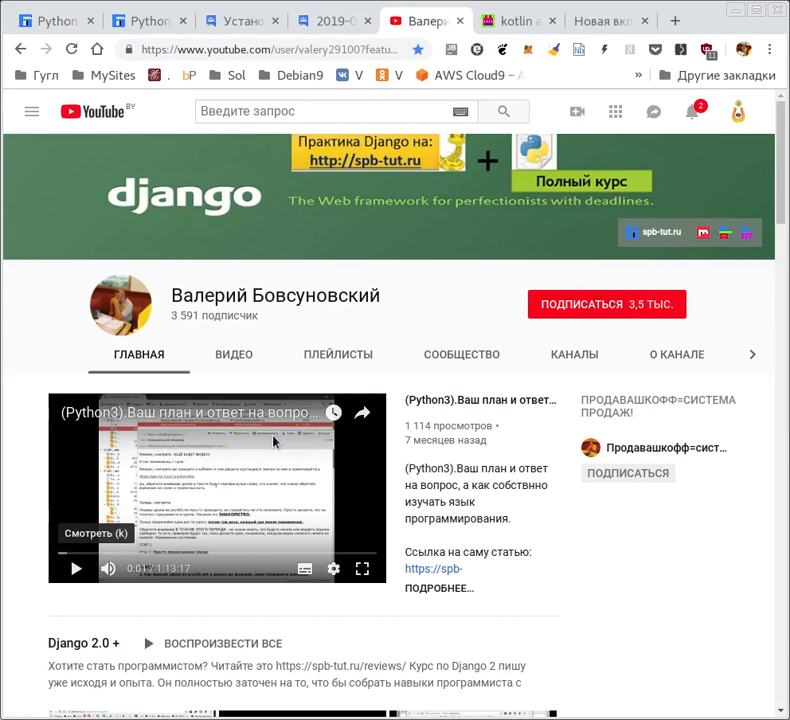 Python
Python
Устано
2019-0
Валери
kotlin a
Новая вкл
https://www.youtube.com/user/valery29100?featu...
11
Гугл
MySites
.
bP
Sol
Debian9
V
V
AWS Cloud9 – A
»
Другие закладки
YouTube BY
Введите запрос
2
Практика Django на:
http://spb-tut.ru
+
Полный курс
django
The Web framework for perfectionists with deadlines.
spb-tut.ru
Валерий Бовсуновский
3 591 подписчик
ПОДПИСАТЬСЯ 3,5 ТЫС.
ГЛАВНАЯ
ВИДЕО
ПЛЕЙЛИСТЫ
СООБЩЕСТВО
КАНАЛЫ
О КАНАЛЕ
(Python3).Ваш план и ответ на вопро...
Смотреть (k)
0:01 / 1:13:17
(Python3).Ваш план и ответ...
1 114 просмотров •
7 месяцев назад
(Python3).Ваш план и ответ
на вопрос, а как собствнно
изучать язык
программирования.
Ссылка на саму статью:
https://spb-
ПОДРОБНЕЕ...
ПРОДАВАШКОФФ=СИСТЕМА
ПРОДАЖ!
Продавашкофф=сист...
ПОДПИСАТЬСЯ
Django 2.0 +
ВОСПРОИЗВЕСТИ ВСЕ
Хотите стать программистом? Читайте это https://spb-tut.ru/reviews/ Курс по Django 2 пишу
уже исходя и опыта. Он полностью заточен на то, что бы собрать навыки программиста с